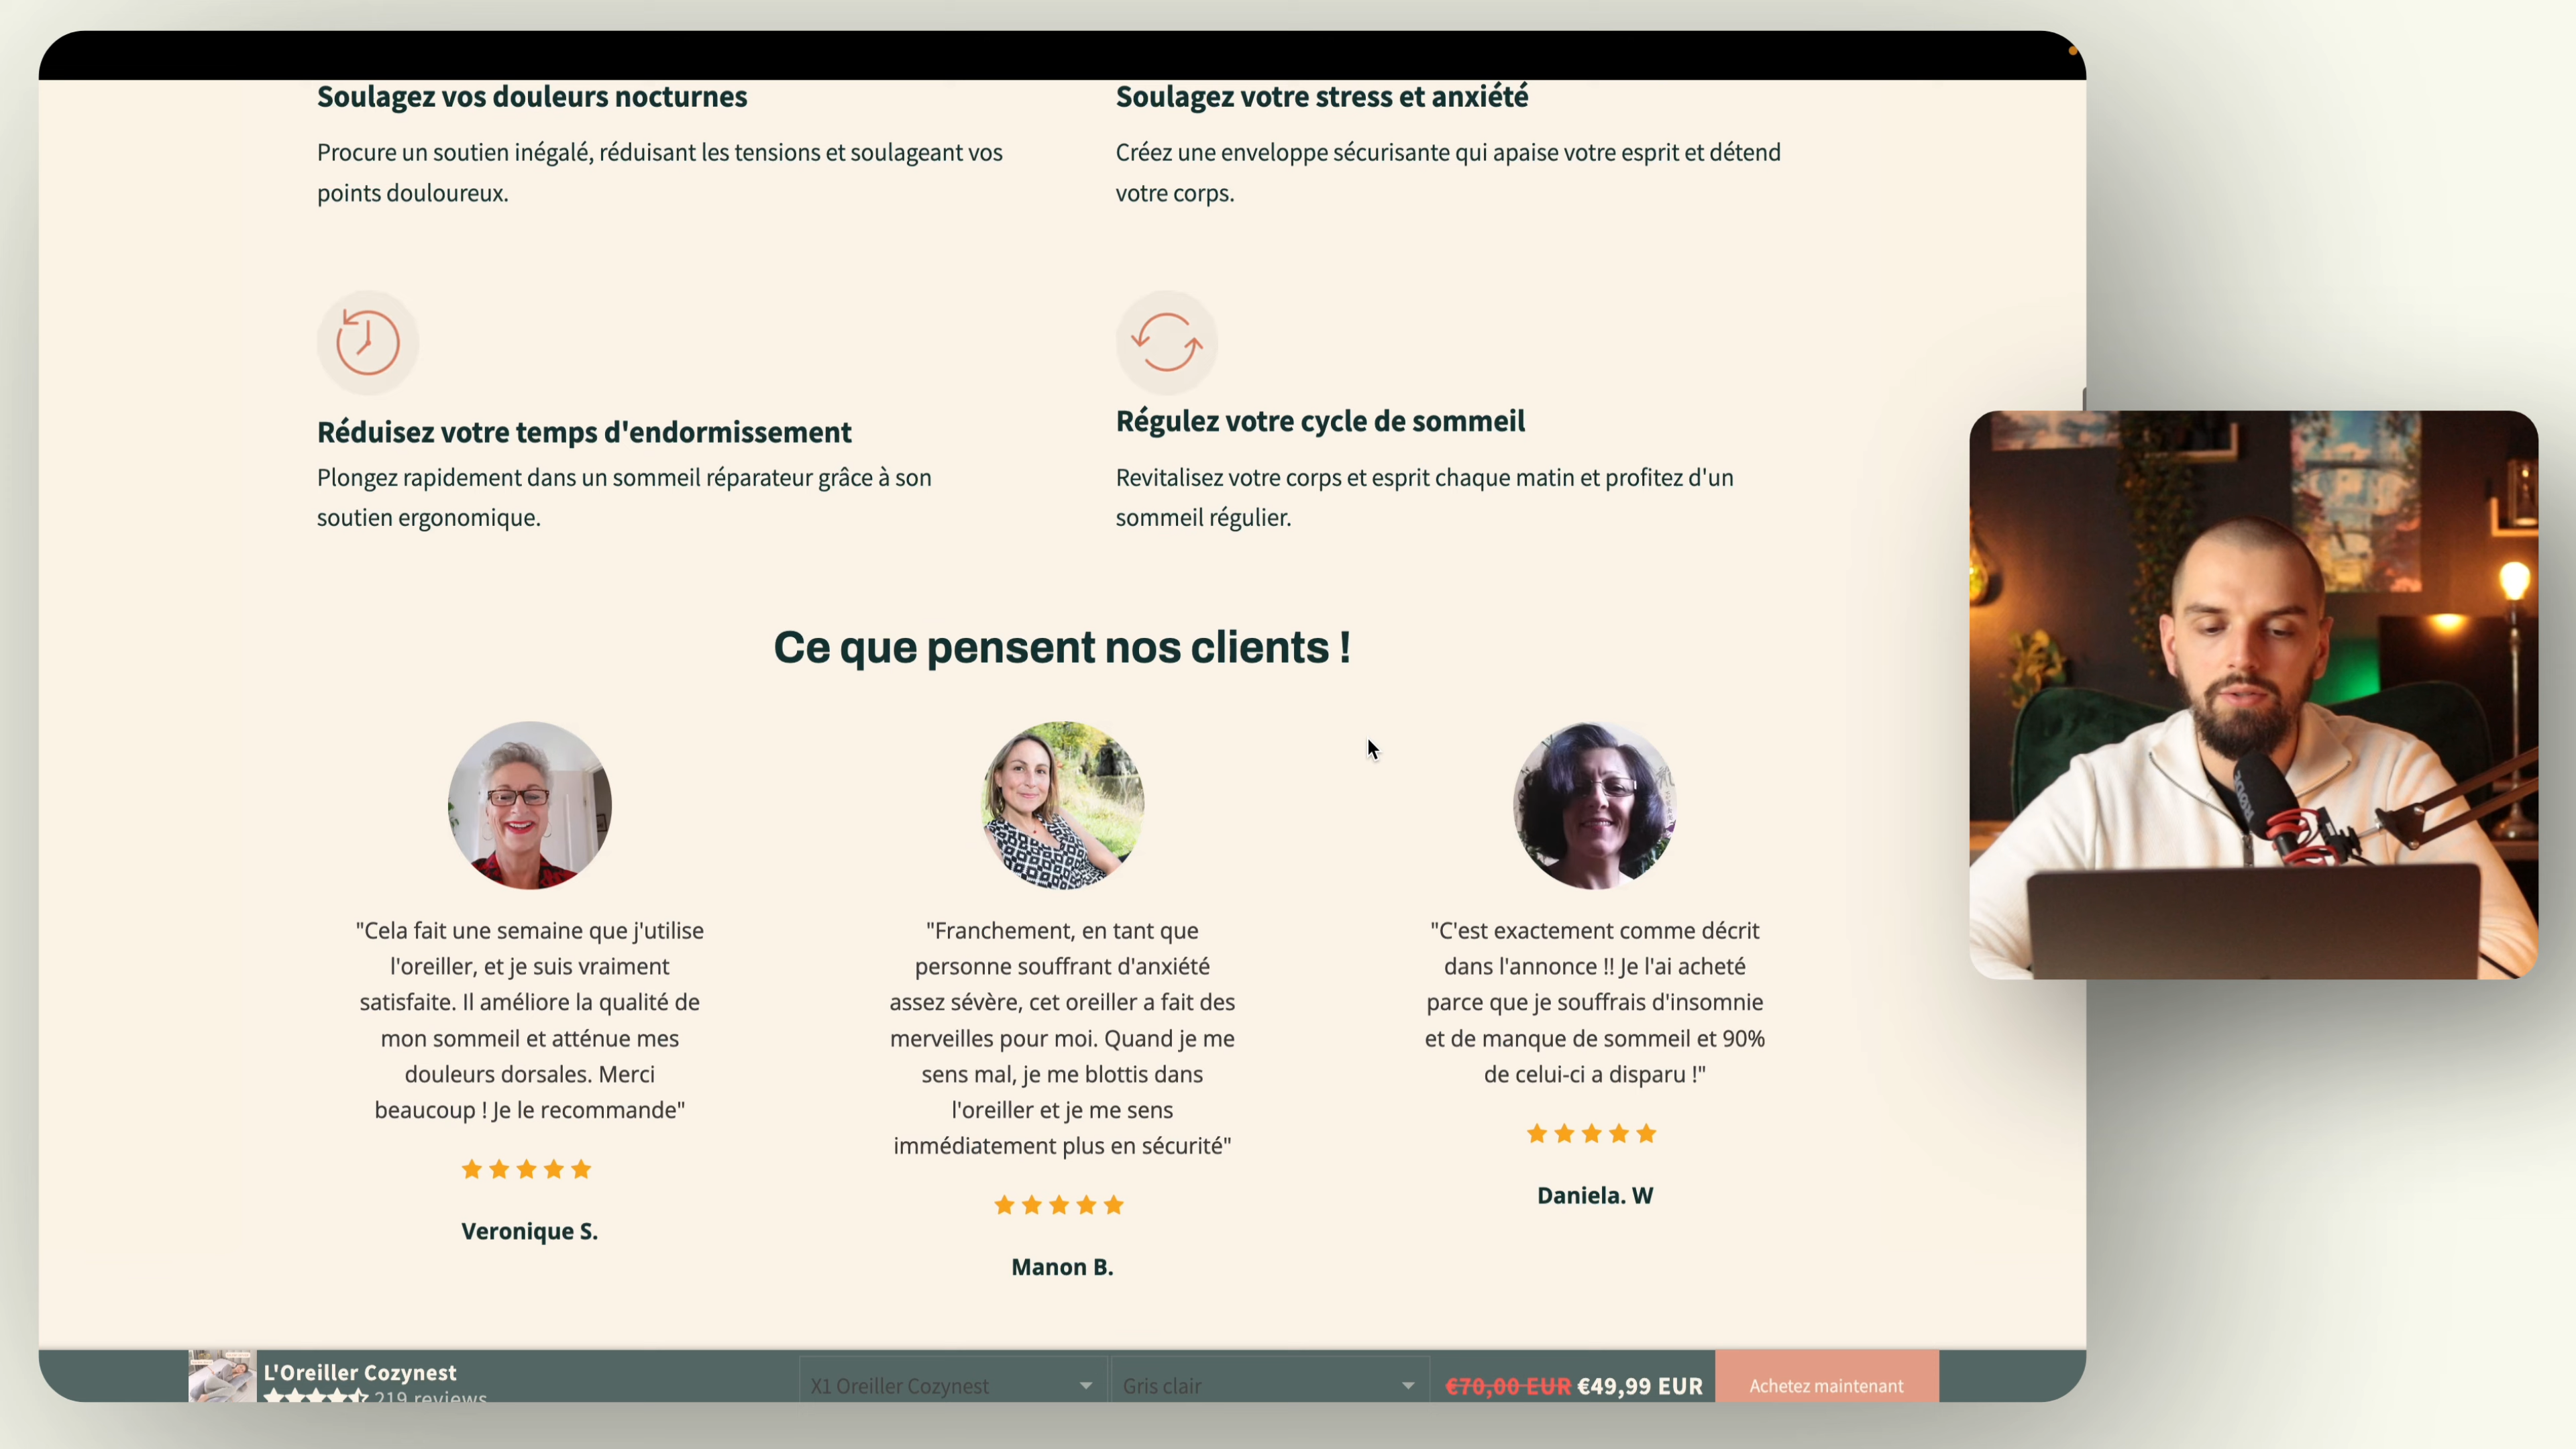 Soulagez vos douleurs nocturnes
Procure un soutien inégalé, réduisant les tensions et soulageant vos
points douloureux.
Soulagez votre stress et anxiété
Créez une enveloppe sécurisante qui apaise votre esprit et détend
votre corps.
Réduisez votre temps d'endormissement
Plongez rapidement dans un sommeil réparateur grâce à son
soutien ergonomique.
Régulez votre cycle de sommeil
Revitalisez votre corps et esprit chaque matin et profitez d'un
sommeil régulier.
Ce que pensent nos clients !
"Cela fait une semaine que j'utilise
l'oreiller, et je suis vraiment
satisfaite. Il améliore la qualité de
mon sommeil et atténue mes
douleurs dorsales. Merci
beaucoup ! Je le recommande"
Veronique S.
"Franchement, en tant que
personne souffrant d'anxiété
assez sévère, cet oreiller a fait des
merveilles pour moi. Quand je me
sens mal, je me blottis dans
l'oreiller et je me sens
immédiatement plus en sécurité"
Manon B.
"C'est exactement comme décrit
dans l'annonce !! Je l'ai acheté
parce que je souffrais d'insomnie
et de manque de sommeil et 90%
de celui-ci a disparu !"
Daniela. W
L'Oreiller Cozynest
219 reviews
X1 Oreiller Cozynest
Gris clair
€70,00 EUR €49,99 EUR
Achetez maintenant